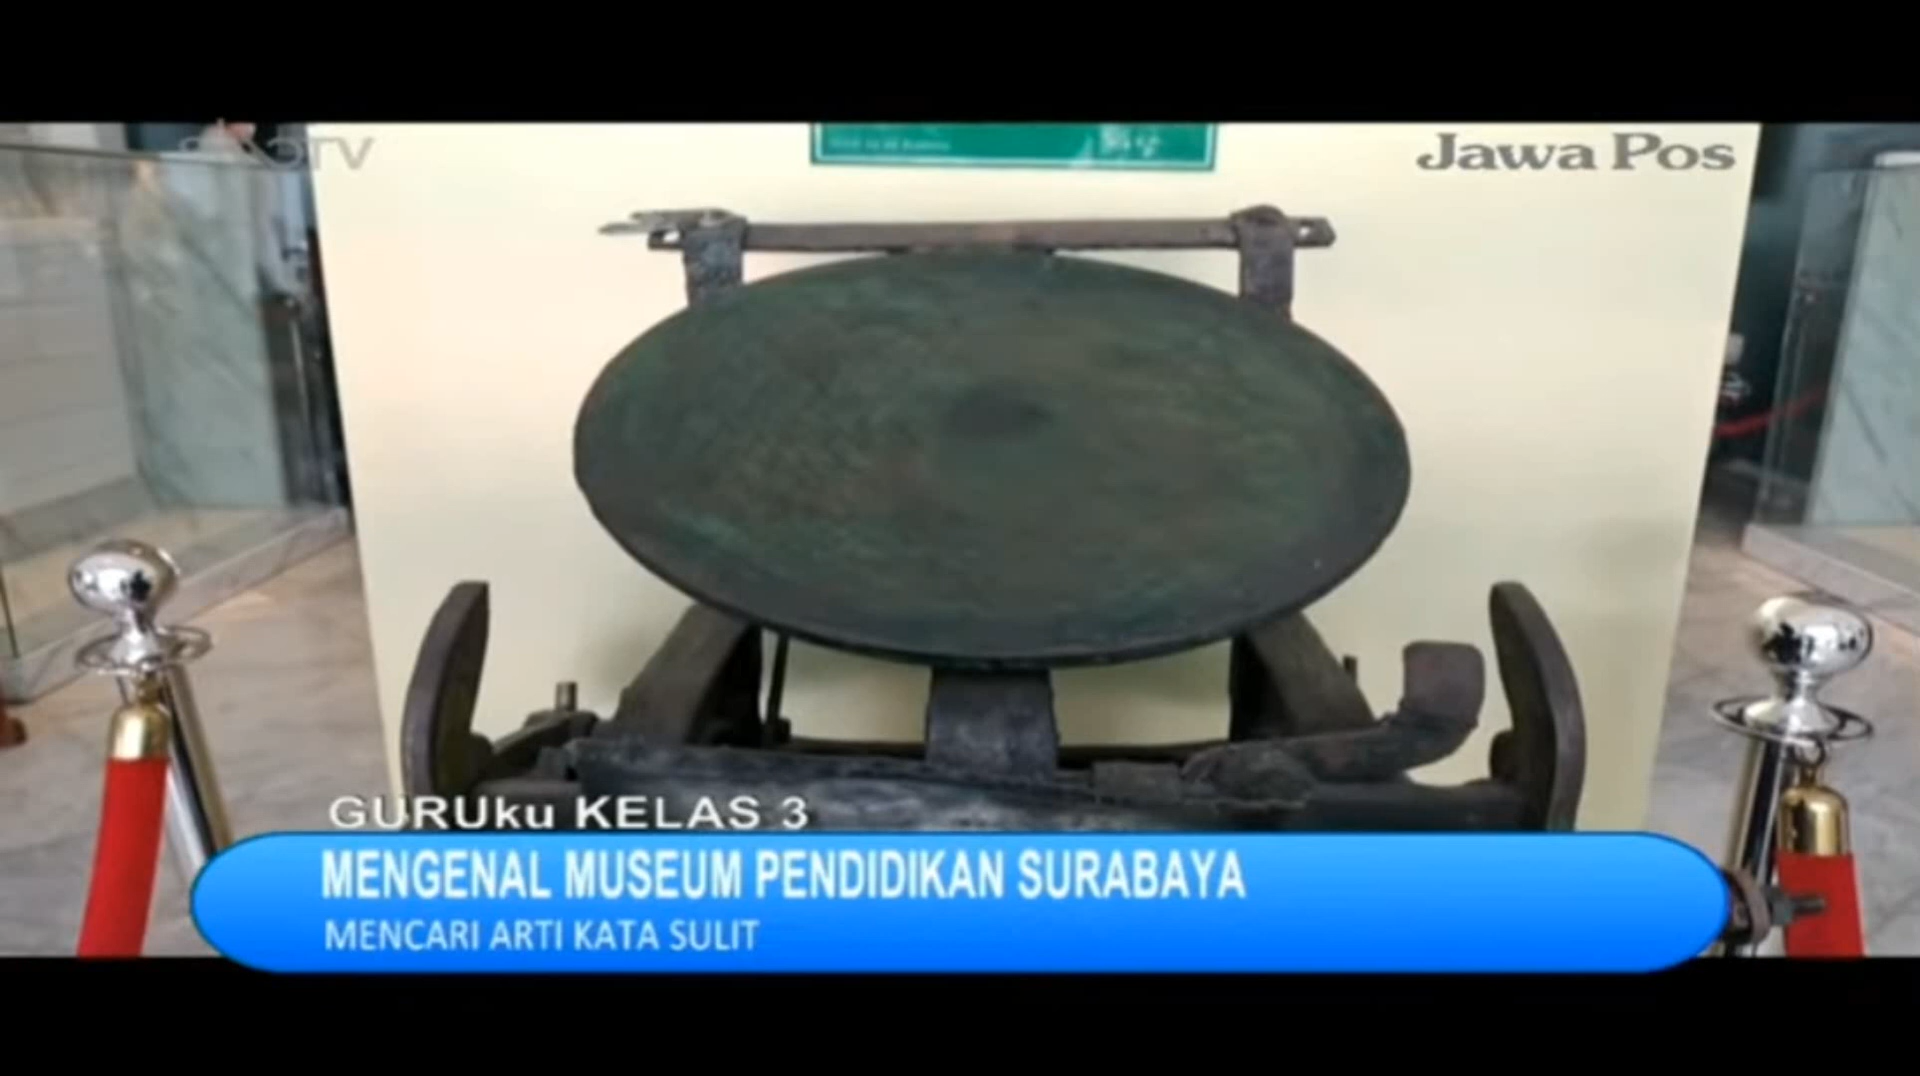 Jawa Pos
GURUku KELAS 3
MENGENAL MUSEUM PENDIDIKAN SURABAYA
MENCARI ARTI KATA SULIT